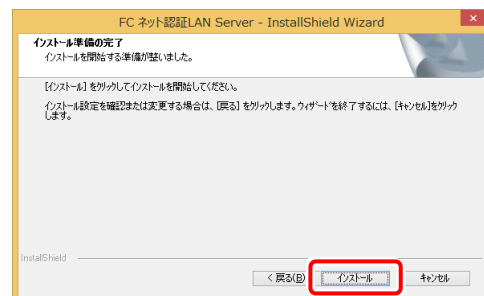 FC ネット認証LAN Server - InstallShield Wizard
インストール準備の完了
インストールを開始する準備が整いました。
[インストール] をクリックしてインストールを開始してください。
インストール設定を確認または変更する場合は、[戻る] をクリックします。ウィザードを終了するには、[キャンセル]をクリック
します。
InstallShield
< 戻る(B)
インストール
キャンセル